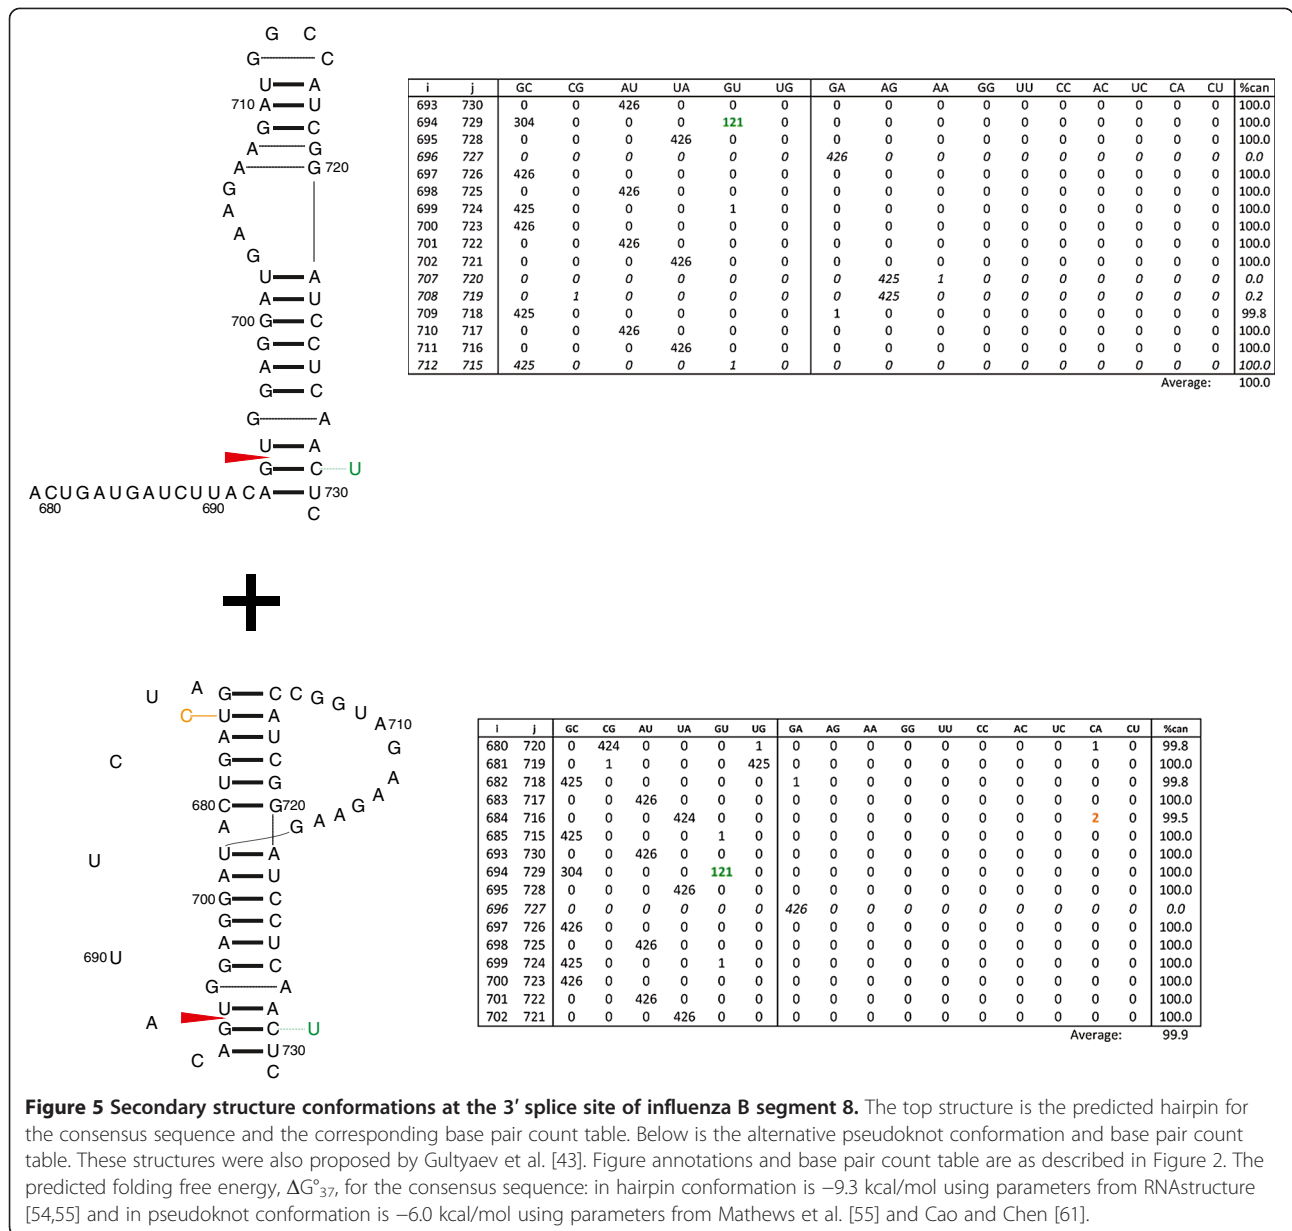 G C
G C
U A
710 A U
G C
A G
A G 720
G
A
A
G
U A
A U
700 G C
G C
A U
G C
G A
U A
G C U
A C U G A U G A U C U U A C A U 730
680 690 C
i j GC CG AU UA GU UG GA AG AA GG UU CC AC UC CA CU %can
693 730 0 0 426 0 0 0 0 0 0 0 0 0 0 0 0 0 100.0
694 729 304 0 0 0 121 0 0 0 0 0 0 0 0 0 0 0 100.0
695 728 0 0 0 426 0 0 0 0 0 0 0 0 0 0 0 0 100.0
696 727 0 0 0 0 0 0 426 0 0 0 0 0 0 0 0 0 0.0
697 726 426 0 0 0 0 0 0 0 0 0 0 0 0 0 0 0 100.0
698 725 0 0 426 0 0 0 0 0 0 0 0 0 0 0 0 0 100.0
699 724 425 0 0 0 1 0 0 0 0 0 0 0 0 0 0 0 100.0
700 723 426 0 0 0 0 0 0 0 0 0 0 0 0 0 0 0 100.0
701 722 0 0 426 0 0 0 0 0 0 0 0 0 0 0 0 0 100.0
702 721 0 0 0 426 0 0 0 0 0 0 0 0 0 0 0 0 100.0
707 720 0 0 0 0 0 0 0 425 1 0 0 0 0 0 0 0 0.0
708 719 0 1 0 0 0 0 0 425 0 0 0 0 0 0 0 0 0.2
709 718 425 0 0 0 0 0 1 0 0 0 0 0 0 0 0 0 99.8
710 717 0 0 426 0 0 0 0 0 0 0 0 0 0 0 0 0 100.0
711 716 0 0 0 426 0 0 0 0 0 0 0 0 0 0 0 0 100.0
712 715 425 0 0 0 1 0 0 0 0 0 0 0 0 0 0 0 100.0
Average: 100.0
+
U A G C C G G U A 710
C U A G
A U A
G C A
U G G
680 C G 720 A
A G A
U A
C
U
A U
700 G C
G C
A U
690 U G C
G A
U A
A G C U
C A U 730
C
i j GC CG AU UA GU UG GA AG AA GG UU CC AC UC CA CU %can
680 720 0 424 0 0 0 1 0 0 0 0 0 0 0 0 1 0 99.8
681 719 0 1 0 0 0 425 0 0 0 0 0 0 0 0 0 0 100.0
682 718 425 0 0 0 0 0 1 0 0 0 0 0 0 0 0 0 99.8
683 717 0 0 426 0 0 0 0 0 0 0 0 0 0 0 0 0 100.0
684 716 0 0 0 424 0 0 0 0 0 0 0 0 0 0 2 0 99.5
685 715 425 0 0 0 1 0 0 0 0 0 0 0 0 0 0 0 100.0
693 730 0 0 426 0 0 0 0 0 0 0 0 0 0 0 0 0 100.0
694 729 304 0 0 0 121 0 0 0 0 0 0 0 0 0 0 0 100.0
695 728 0 0 0 426 0 0 0 0 0 0 0 0 0 0 0 0 100.0
696 727 0 0 0 0 0 0 426 0 0 0 0 0 0 0 0 0 0.0
697 726 426 0 0 0 0 0 0 0 0 0 0 0 0 0 0 0 100.0
698 725 0 0 426 0 0 0 0 0 0 0 0 0 0 0 0 0 100.0
699 724 425 0 0 0 1 0 0 0 0 0 0 0 0 0 0 0 100.0
700 723 426 0 0 0 0 0 0 0 0 0 0 0 0 0 0 0 100.0
701 722 0 0 426 0 0 0 0 0 0 0 0 0 0 0 0 0 100.0
702 721 0 0 0 426 0 0 0 0 0 0 0 0 0 0 0 0 100.0
Average: 99.9
Figure 5 Secondary structure conformations at the 3′ splice site of influenza B segment 8. The top structure is the predicted hairpin for
the consensus sequence and the corresponding base pair count table. Below is the alternative pseudoknot conformation and base pair count
table. These structures were also proposed by Gultyaev et al. [43]. Figure annotations and base pair count table are as described in Figure 2. The
predicted folding free energy, ΔG°37, for the consensus sequence: in hairpin conformation is −9.3 kcal/mol using parameters from RNAstructure
[54,55] and in pseudoknot conformation is −6.0 kcal/mol using parameters from Mathews et al. [55] and Cao and Chen [61].